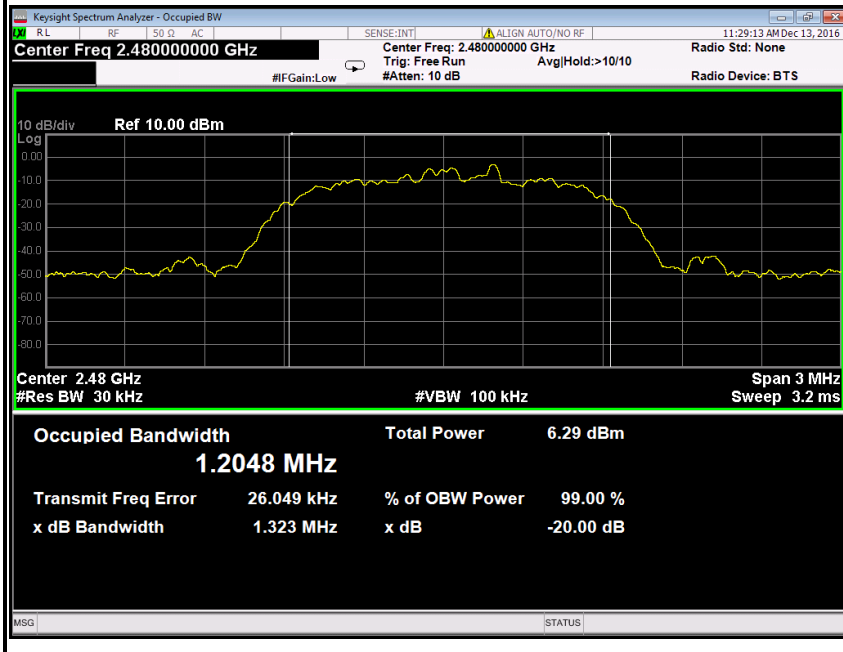 Keysight Spectrum Analyzer - Occupied BW
LXI RL RF 50 Ω AC SENSE:INT ALIGN AUTO/NO RF 11:29:13 AM Dec 13, 2016
Center Freq 2.480000000 GHz Center Freq: 2.480000000 GHz Radio Std: None
Trig: Free Run Avg|Hold:>10/10
#IFGain:Low #Atten: 10 dB Radio Device: BTS
10 dB/div Ref 10.00 dBm
Log
0.00
-10.0
-20.0
-30.0
-40.0
-50.0
-60.0
-70.0
-80.0
Center 2.48 GHz Span 3 MHz
#Res BW 30 kHz #VBW 100 kHz Sweep 3.2 ms
Occupied Bandwidth Total Power 6.29 dBm
1.2048 MHz
Transmit Freq Error 26.049 kHz % of OBW Power 99.00 %
x dB Bandwidth 1.323 MHz x dB -20.00 dB
MSG STATUS